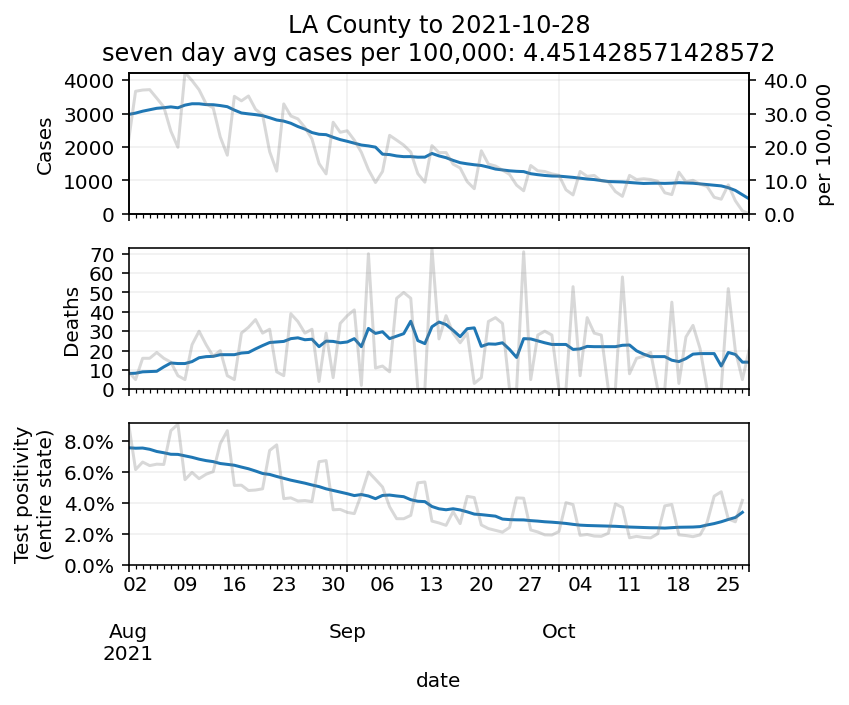 LA County to 2021-10-28
seven day avg cases per 100,000: 4.451428571428572
Cases
4000
3000
2000
1000
0
40.0
30.0
20.0
10.0
0.0
per 100,000
Deaths
70
60
50
40
30
20
10
0
Test positivity
(entire state)
8.0%
6.0%
4.0%
2.0%
0.0%
02 09 16 23 30 06 13 20 27 04 11 18 25
Aug Sep Oct
2021
date